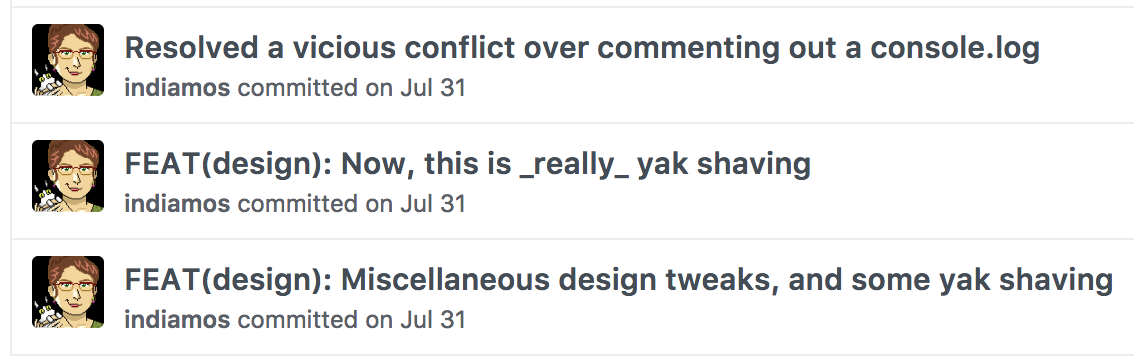 Resolved a vicious conflict over commenting out a console.log
indiamos committed on Jul 31
FEAT(design): Now, this is _really_ yak shaving
indiamos committed on Jul 31
FEAT(design): Miscellaneous design tweaks, and some yak shaving
indiamos committed on Jul 31